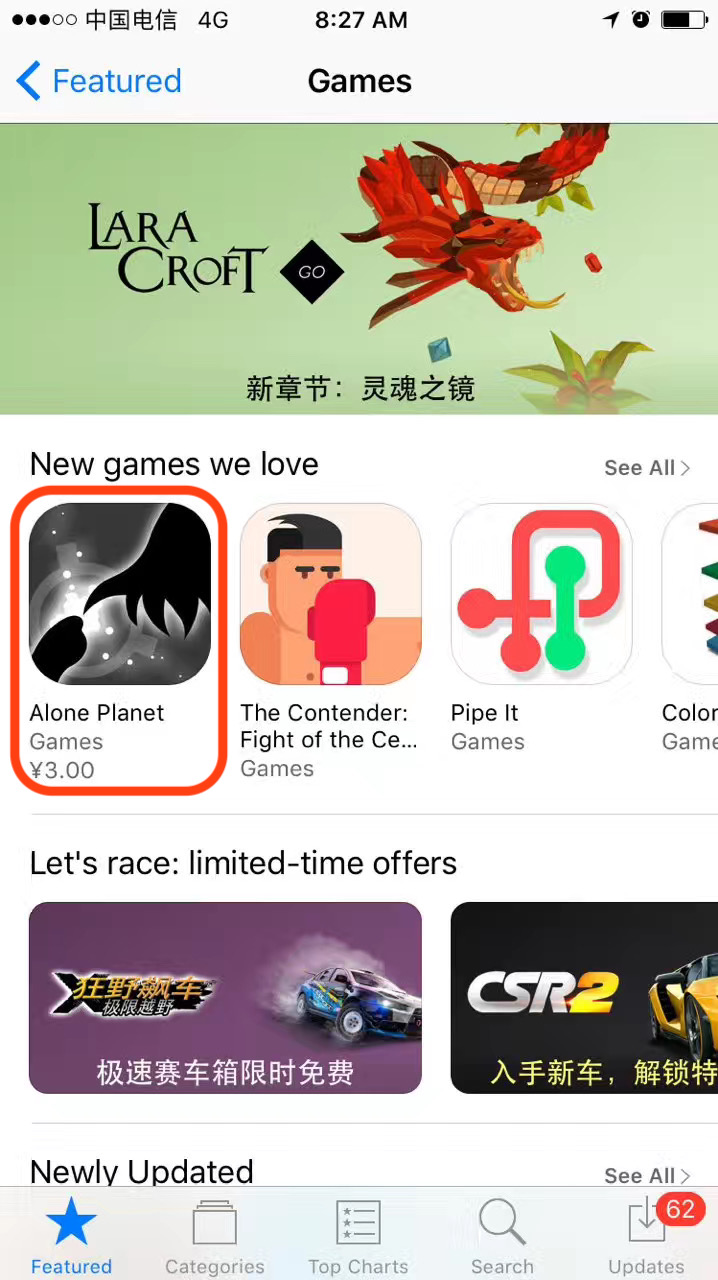 中国电信 4G 8:27 AM
Featured Games
LARA
CROFT GO
新章节：灵魂之镜
New games we love See All
Alone Planet
Games
¥3.00
The Contender:
Fight of the Ce...
Games
Pipe It
Games
Color
Game
Let's race: limited-time offers
狂野飙车
极限越野
极速赛车箱限时免费
CSR2
入手新车，解锁特
Newly Updated See All
62
Featured Categories Top Charts Search Updates